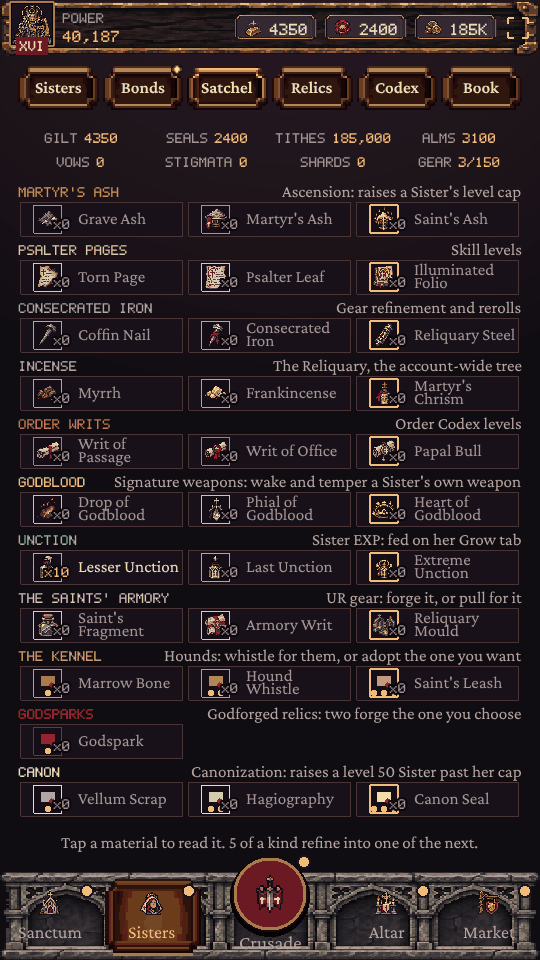 POWER
40,187
4350
2400
185K
XVI
Sisters
Bonds
Satchel
Relics
Codex
Book
GILT 4350
SEALS 2400
TITHES 185,000
ALMS 3100
VOWS 0
STIGMATA 0
SHARDS 0
GEAR 3/150
MARTYR'S ASH
Ascension: raises a Sister's level cap
x0
Grave Ash
x0
Martyr's Ash
x0
Saint's Ash
PSALTER PAGES
Skill levels
x0
Torn Page
x0
Psalter Leaf
x0
Illuminated
Folio
CONSECRATED IRON
Gear refinement and rerolls
x0
Coffin Nail
x0
Consecrated
Iron
x0
Reliquary Steel
INCENSE
The Reliquary, the account-wide tree
x0
Myrrh
x0
Frankincense
x0
Martyr's
Chrism
ORDER WRITS
Order Codex levels
x0
Writ of
Passage
x0
Writ of Office
x0
Papal Bull
GODBLOOD
Signature weapons: wake and temper a Sister's own weapon
x0
Drop of
Godblood
x0
Phial of
Godblood
x0
Heart of
Godblood
UNCTION
Sister EXP: fed on her Grow tab
x10
Lesser Unction
x0
Last Unction
x0
Extreme
Unction
THE SAINTS' ARMORY
UR gear: forge it, or pull for it
x0
Saint's
Fragment
x0
Armory Writ
x0
Reliquary
Mould
THE KENNEL
Hounds: whistle for them, or adopt the one you want
x0
Marrow Bone
x0
Hound
Whistle
x0
Saint's Leash
GODSPARKS
Godforged relics: two forge the one you choose
x0
Godspark
CANON
Canonization: raises a level 50 Sister past her cap
x0
Vellum Scrap
x0
Hagiography
x0
Canon Seal
Tap a material to read it. 5 of a kind refine into one of the next.
Sanctum
Sisters
Crusade
Altar
Market